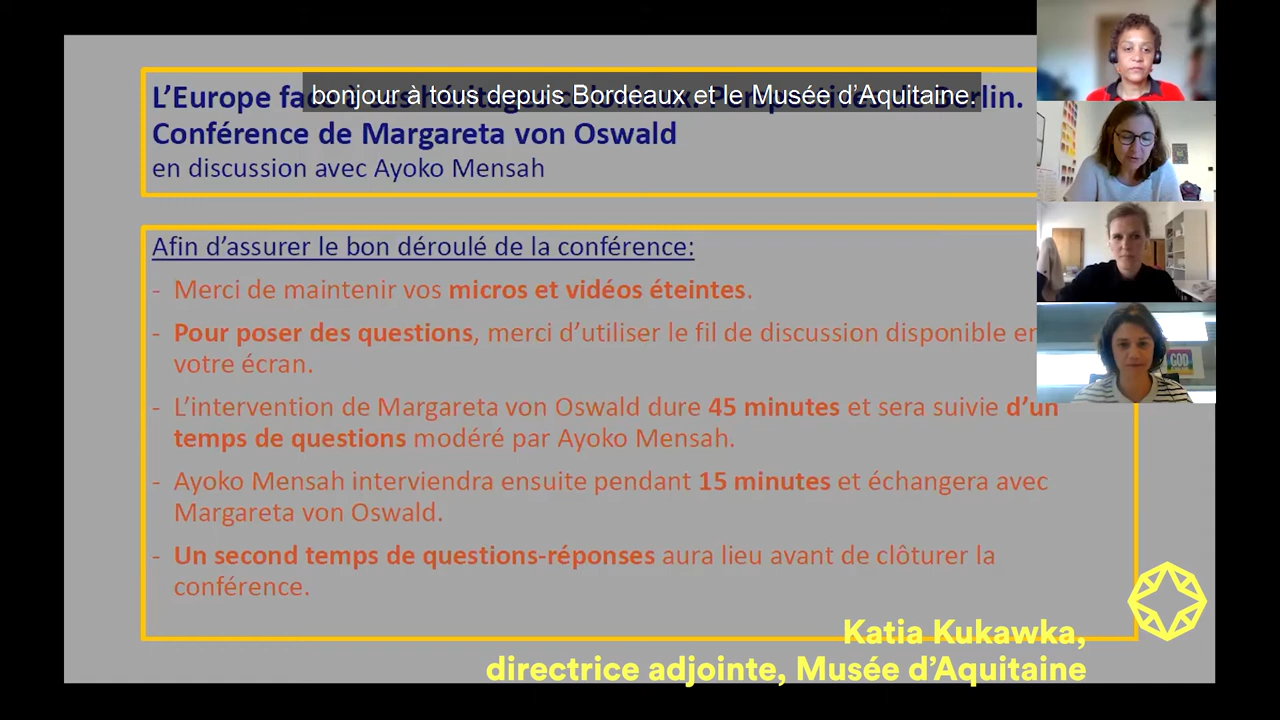 L'Europe fa
bonjour à tous depuis Bordeaux et le Musée d'Aquitaine.
lin.
Conférence de Margareta von Oswald
en discussion avec Ayoko Mensah
Afin d'assurer le bon déroulé de la conférence:
- Merci de maintenir vos micros et vidéos éteintes.
- Pour poser des questions, merci d'utiliser le fil de discussion disponible en
votre écran.
- L'intervention de Margareta von Oswald dure 45 minutes et sera suivie d'un
temps de questions modéré par Ayoko Mensah.
- Ayoko Mensah interviendra ensuite pendant 15 minutes et échangera avec
Margareta von Oswald.
- Un second temps de questions-réponses aura lieu avant de clôturer la
conférence.
GOD
Katia Kukawka,
directrice adjointe, Musée d'Aquitaine